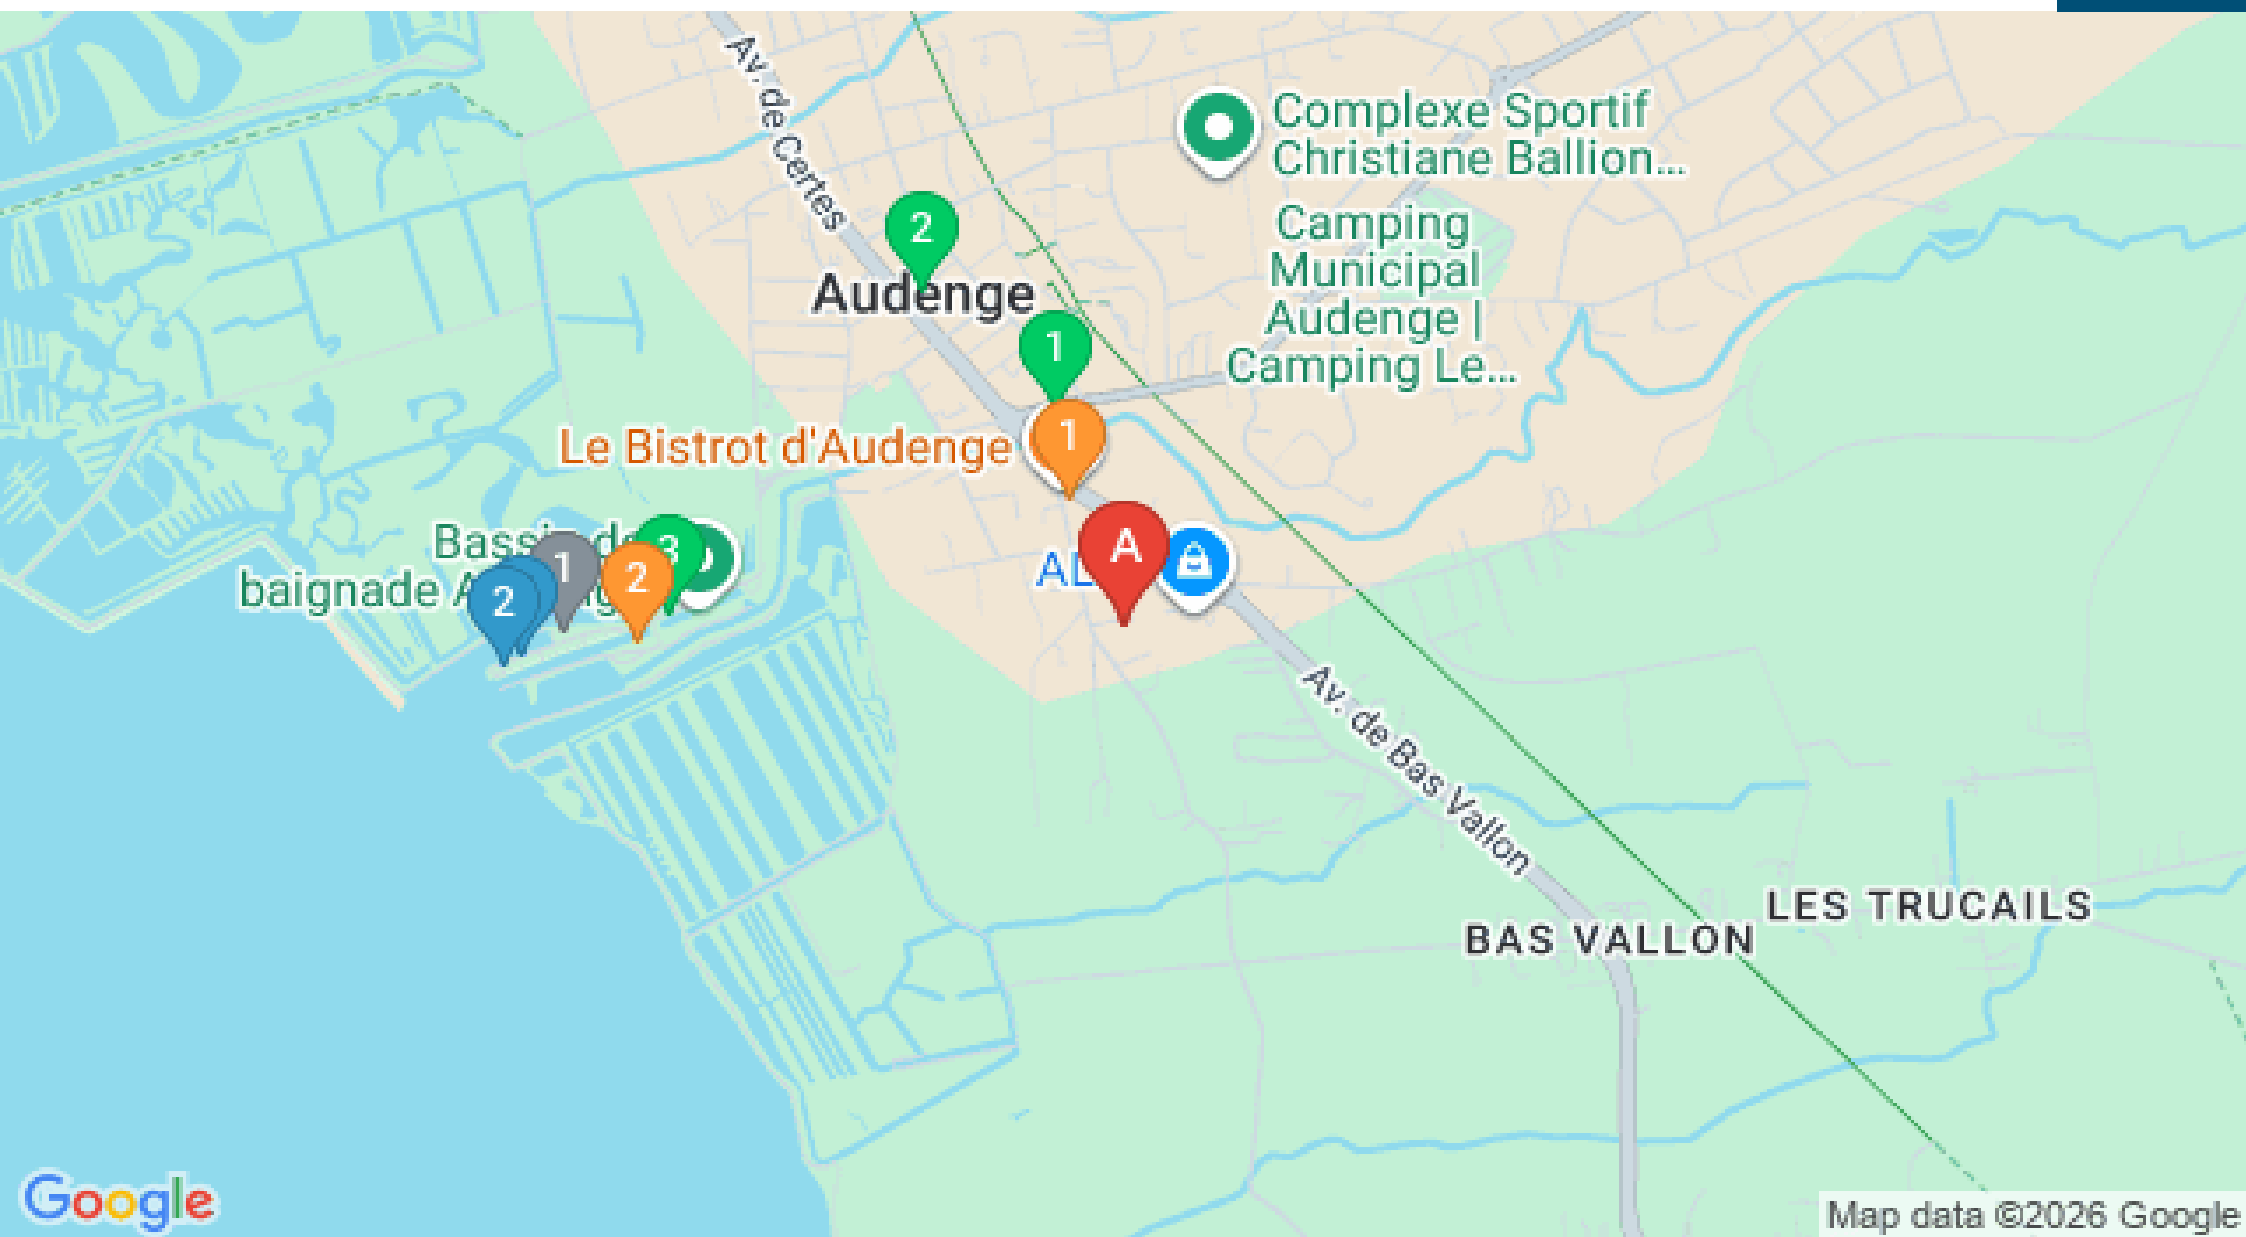 Av. de Certes
Complexe Sportif
Christiane Ballion...
Camping
Municipal
Audenge |
Camping Le...
2
Audenge
1
Le Bistrot d'Audenge
1
A
3
1
2
2
baignade
Av. de Bas Vallon
LES TRUCAILS
BAS VALLON
Google
Map data ©2026 Google